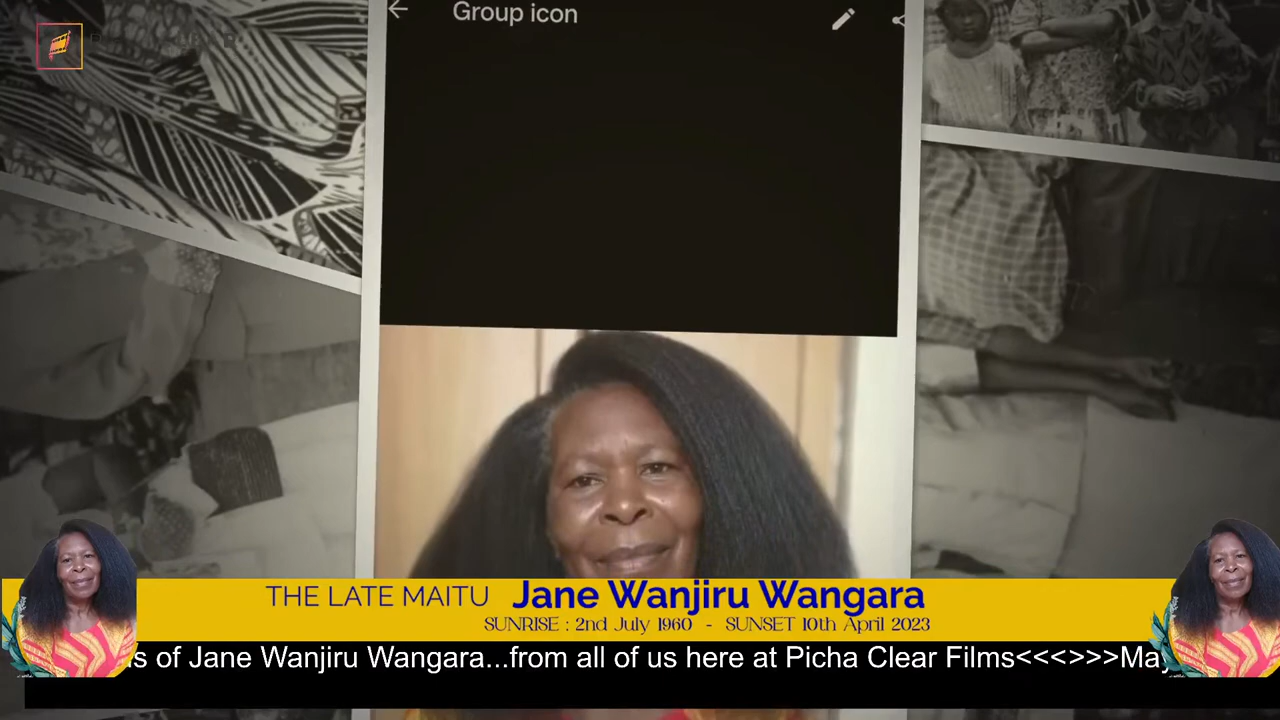 Group icon
THE LATE MAITU Jane Wanjiru Wangara
SUNRISE : 2nd July 1960 - SUNSET 10th April 2023
of Jane Wanjiru Wangara...from all of us here at Picha Clear Films<<<>>>May